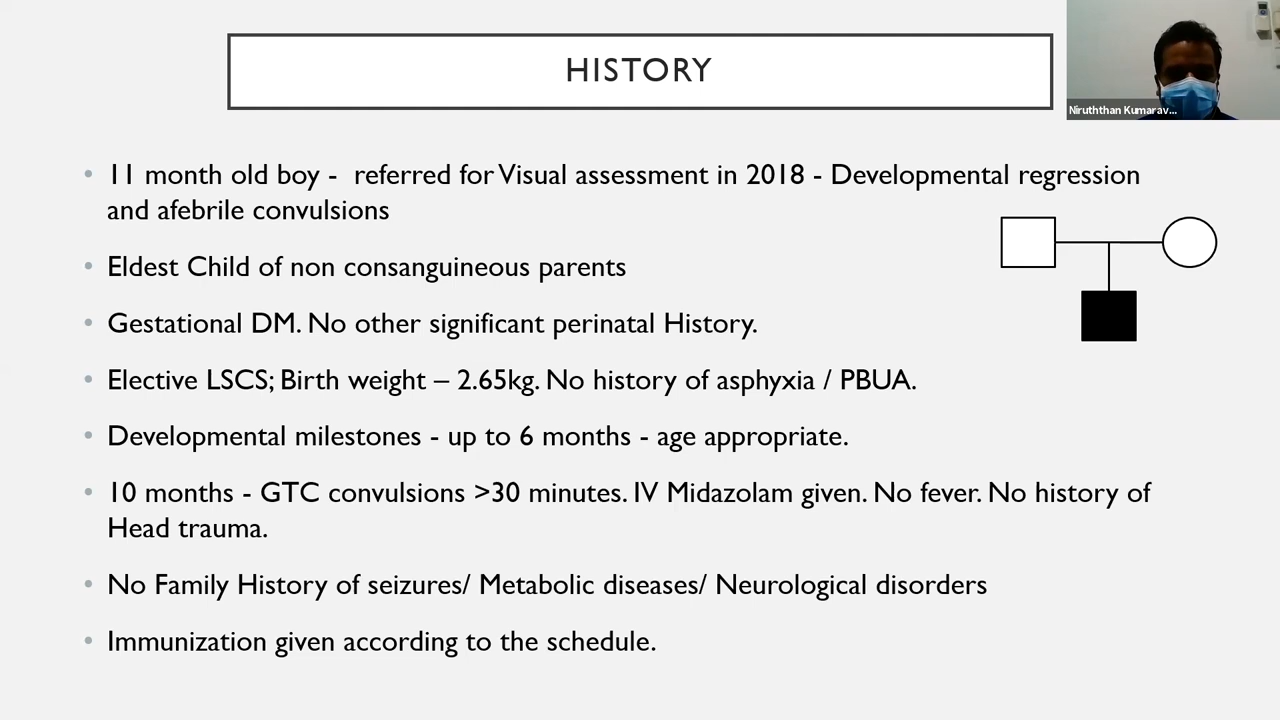 HISTORY
Niruththan Kumarav...
• 11 month old boy - referred for Visual assessment in 2018 - Developmental regression
and afebrile convulsions
• Eldest Child of non consanguineous parents
• Gestational DM. No other significant perinatal History.
• Elective LSCS; Birth weight – 2.65kg. No history of asphyxia / PBUA.
• Developmental milestones - up to 6 months - age appropriate.
• 10 months - GTC convulsions >30 minutes. IV Midazolam given. No fever. No history of
Head trauma.
• No Family History of seizures/ Metabolic diseases/ Neurological disorders
• Immunization given according to the schedule.